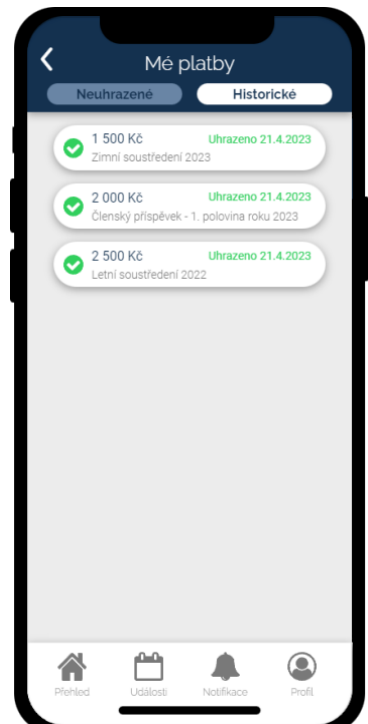 Mé platby
Neuhrazené Historické
1 500 Kč Uhrazeno 21.4.2023
Zimní soustředení 2023
2 000 Kč Uhrazeno 21.4.2023
Členský příspěvek - 1. polovina roku 2023
2 500 Kč Uhrazeno 21.4.2023
Letní soustředení 2022
Přehled Události Notifikace Profil